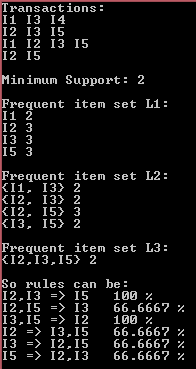 Transactions:
I1 I3 I4
I2 I3 I5
I1 I2 I3 I5
I2 I5
Minimum Support: 2
Frequent item set L1:
I1 2
I2 3
I3 3
I5 3
Frequent item set L2:
{I1, I3} 2
{I2, I3} 2
{I2, I5} 3
{I3, I5} 2
Frequent item set L3:
{I2,I3,I5} 2
So rules can be:
I2,I3 => I5 100 %
I2,I5 => I3 66.6667 %
I3,I5 => I2 100 %
I2 => I3,I5 66.6667 %
I3 => I2,I5 66.6667 %
I5 => I2,I3 66.6667 %